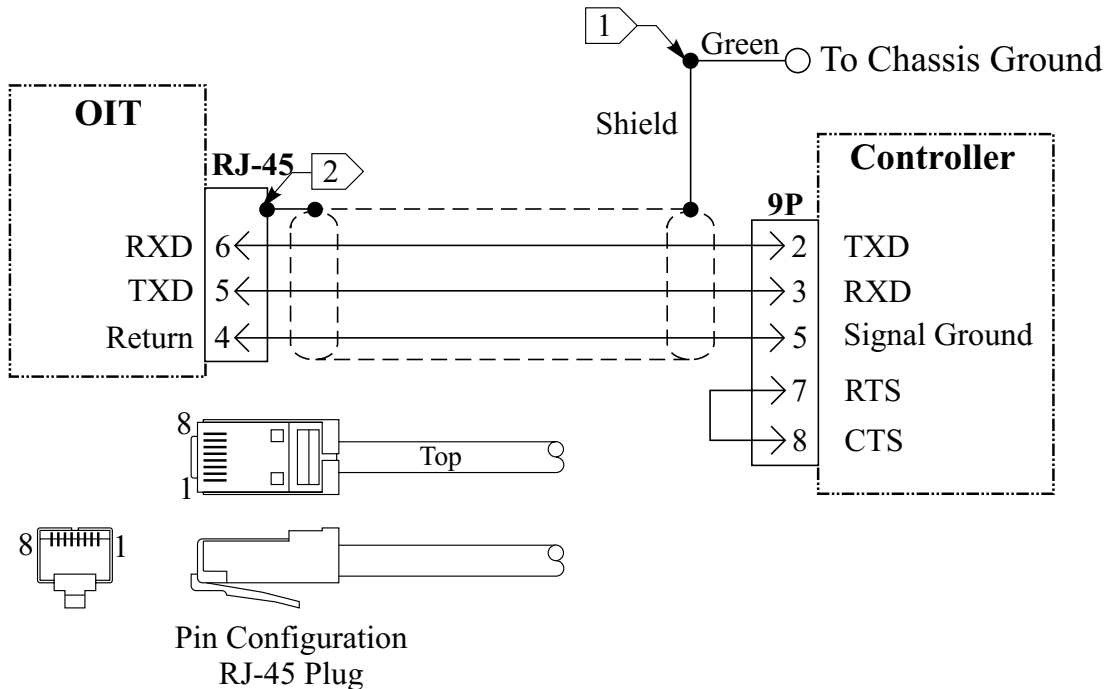 1
Green
To Chassis Ground
Shield
OIT
RJ-45
2
Controller
9P
RXD 6
2 TXD
TXD 5
3 RXD
Return 4
5 Signal Ground
7 RTS
8 CTS
8
1
Top
8
1
Pin Configuration
RJ-45 Plug